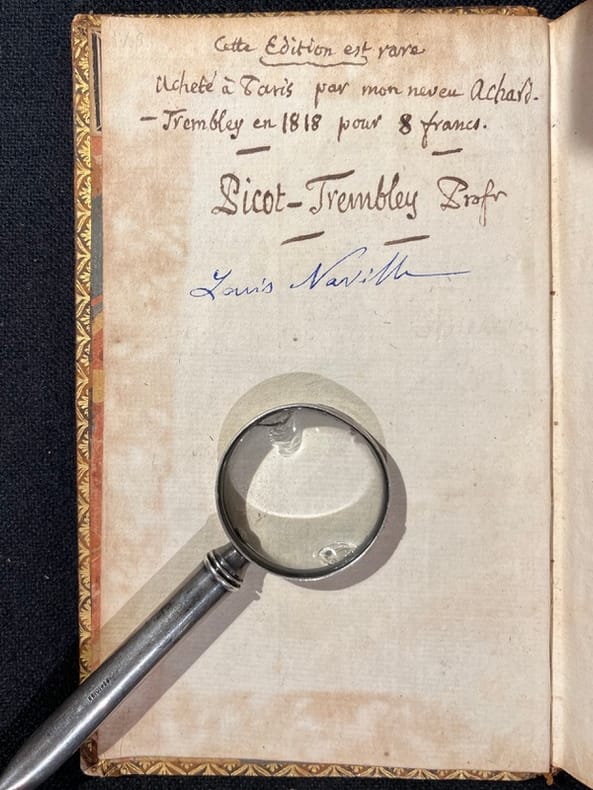 Cette Edition est rare
Acheté à Paris par mon neveu Achard-
-Trembley en 1818 pour 8 francs.
Picot-Trembley Profr
Louis Naville